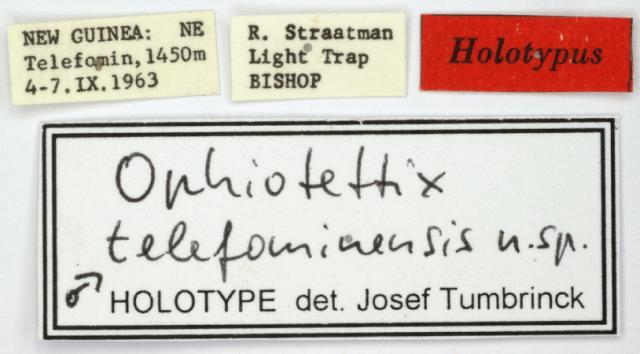 NEW GUINEA: NE
Telefomin, 1450m
4-7.IX.1963
R. Straatman
Light Trap
BISHOP
Holotypus
Ophiotettix
telefominensis n.sp.
♂ HOLOTYPE det. Josef Tumbrinck